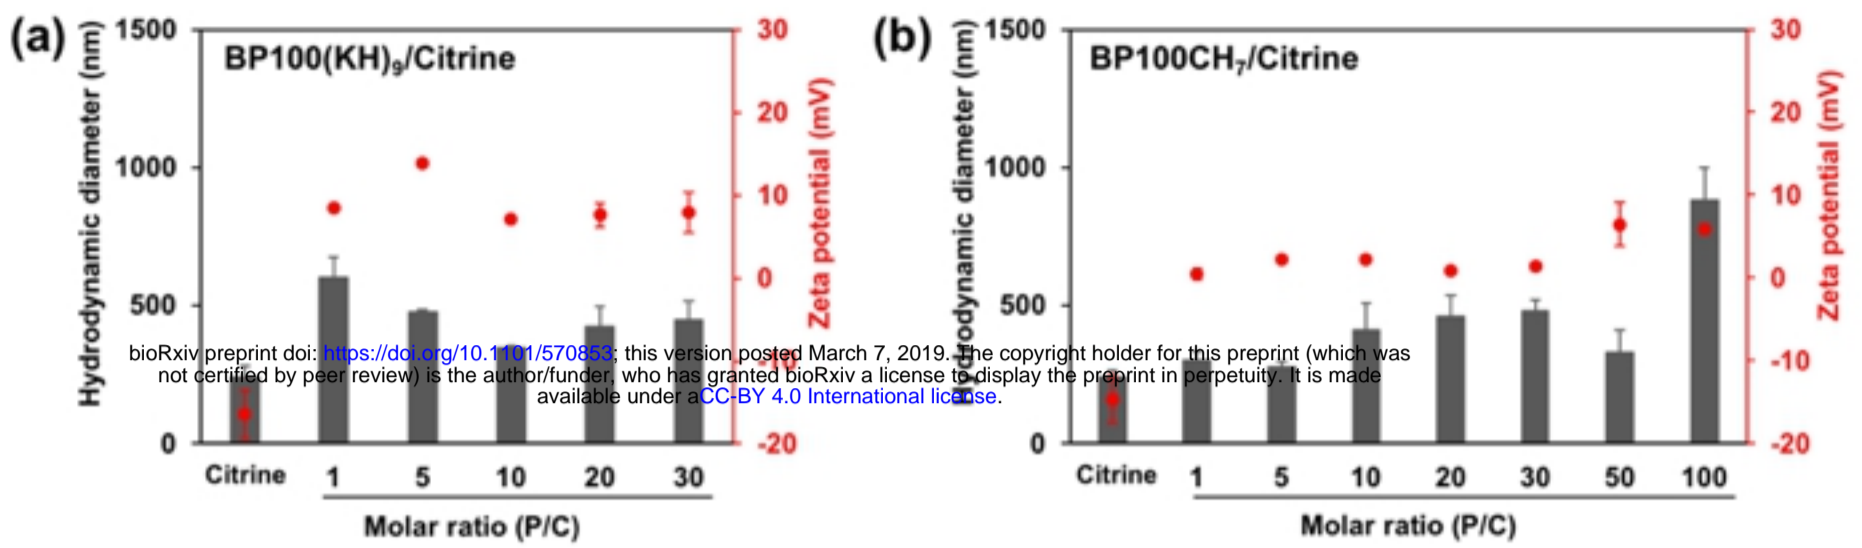 (a)
Hydrodynamic diameter (nm)
1500
1000
500
0
BP100(KH)₉/Citrine
30
20
10
0
-10
-20
Zeta potential (mV)
Citrine 1 5 10 20 30
Molar ratio (P/C)
(b)
Hydrodynamic diameter (nm)
1500
1000
500
0
BP100CH₇/Citrine
30
20
10
0
-10
-20
Zeta potential (mV)
Citrine 1 5 10 20 30 50 100
Molar ratio (P/C)
bioRxiv preprint doi: https://doi.org/10.1101/570853; this version posted March 7, 2019. The copyright holder for this preprint (which was
not certified by peer review) is the author/funder, who has granted bioRxiv a license to display the preprint in perpetuity. It is made
available under aCC-BY 4.0 International license.